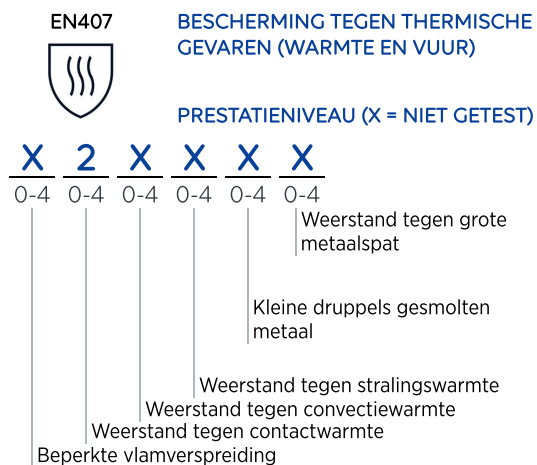 EN407
BESCHERMING TEGEN THERMISCHE
GEVAREN (WARMTE EN VUUR)
PRESTATIENIVEAU (X = NIET GETEST)
X 2 X X X X
0-4 0-4 0-4 0-4 0-4 0-4
Weerstand tegen grote
metaalspat
Kleine druppels gesmolten
metaal
Weerstand tegen stralingswarmte
Weerstand tegen convectiewarmte
Weerstand tegen contactwarmte
Beperkte vlamverspreiding